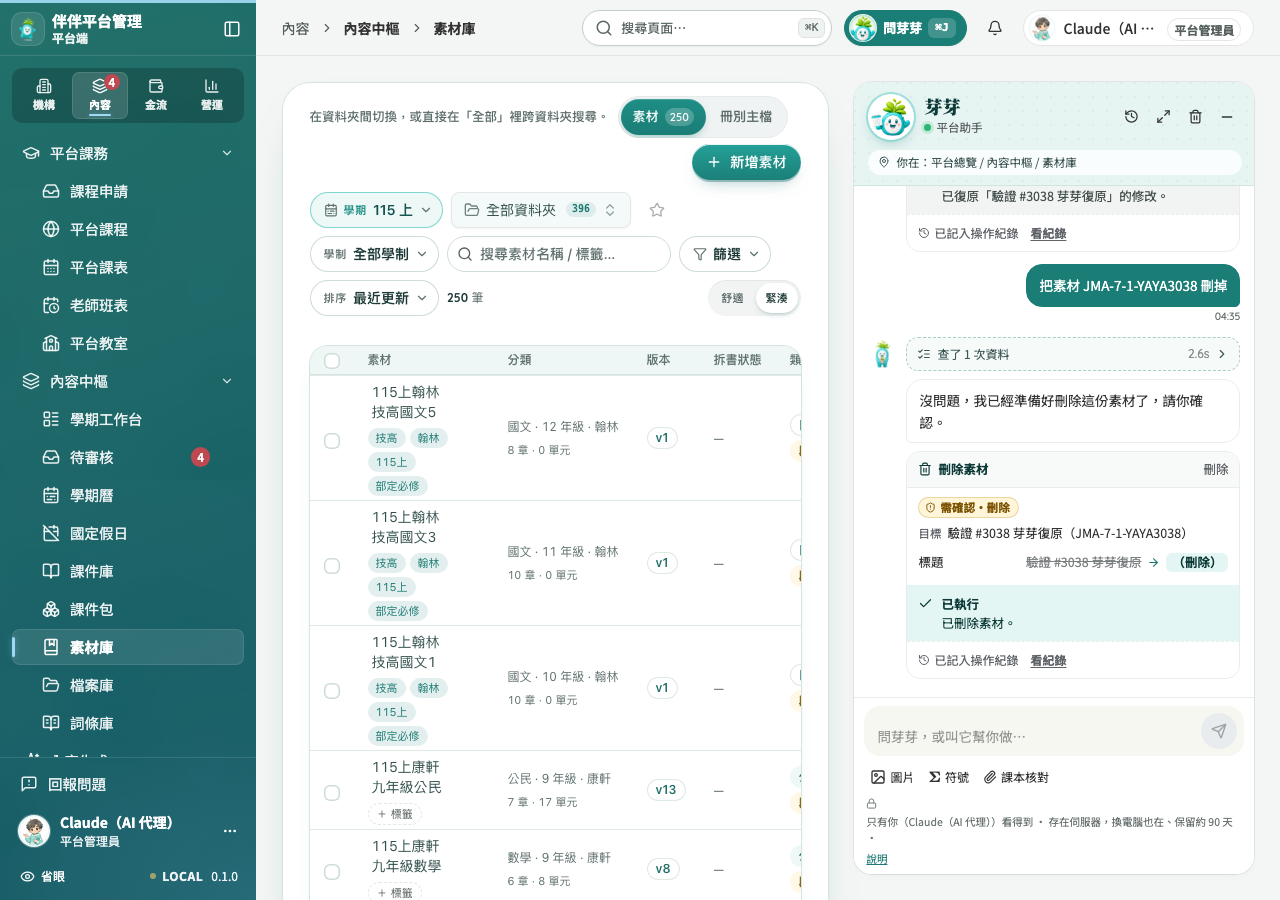 伴伴平台管理
平台端
機構
內容
4
金流
營運
平台課務
課程申請
平台課程
平台課表
老師班表
平台教室
內容中樞
學期工作台
待審核
4
學期曆
國定假日
課件庫
課件包
素材庫
檔案庫
詞條庫
回報問題
Claude（AI 代理）
平台管理員
省眼
LOCAL 0.1.0
內容 > 內容中樞 > 素材庫
搜尋頁面⋯
⌘K
問芽芽 ⌘J
Claude（AI ⋯
平台管理員
在資料夾間切換，或直接在「全部」裡跨資料夾搜尋。
素材 250
冊別主檔
+ 新增素材
學期 115 上
全部資料夾 396
學制 全部學制
搜尋素材名稱 / 標籤...
篩選
排序 最近更新
250 筆
舒適
緊湊
素材
分類
版本
拆書狀態
115上翰林
技高國文5
技高
翰林
115上
部定必修
國文 · 12 年級 · 翰林
8 章 · 0 單元
v1
—
115上翰林
技高國文3
技高
翰林
115上
部定必修
國文 · 11 年級 · 翰林
10 章 · 0 單元
v1
—
115上翰林
技高國文1
技高
翰林
115上
部定必修
國文 · 10 年級 · 翰林
10 章 · 0 單元
v1
—
115上康軒
九年級公民
+ 標籤
公民 · 9 年級 · 康軒
7 章 · 17 單元
v13
—
115上康軒
九年級數學
+ 標籤
數學 · 9 年級 · 康軒
6 章 · 8 單元
v8
—
芽芽
平台助手
你在：平台總覽 / 內容中樞 / 素材庫
已復原「驗證 #3038 芽芽復原」的修改。
已記入操作紀錄 看紀錄
把素材 JMA-7-1-YAYA3038 刪掉
04:35
查了 1 次資料
2.6s
沒問題，我已經準備好刪除這份素材了，請你確
認。
刪除素材
刪除
需確認・刪除
目標 驗證 #3038 芽芽復原（JMA-7-1-YAYA3038）
標題
驗證 #3038 芽芽復原 → （刪除）
已執行
已刪除素材。
已記入操作紀錄 看紀錄
問芽芽，或叫它幫你做⋯
圖片
符號
課本核對
只有你（Claude（AI 代理））看得到 ・ 存在伺服器，換電腦也在、保留約 90 天
・
說明